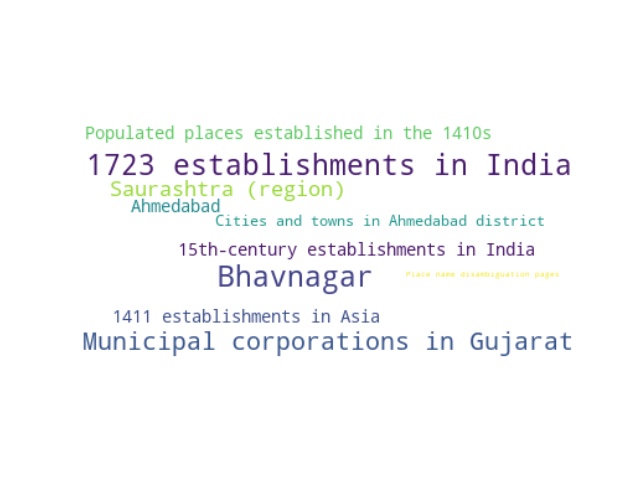 Populated places established in the 1410s
1723 establishments in India
Saurashtra (region)
Ahmedabad
Cities and towns in Ahmedabad district
15th-century establishments in India
Bhavnagar
Place name disambiguation pages
1411 establishments in Asia
Municipal corporations in Gujarat